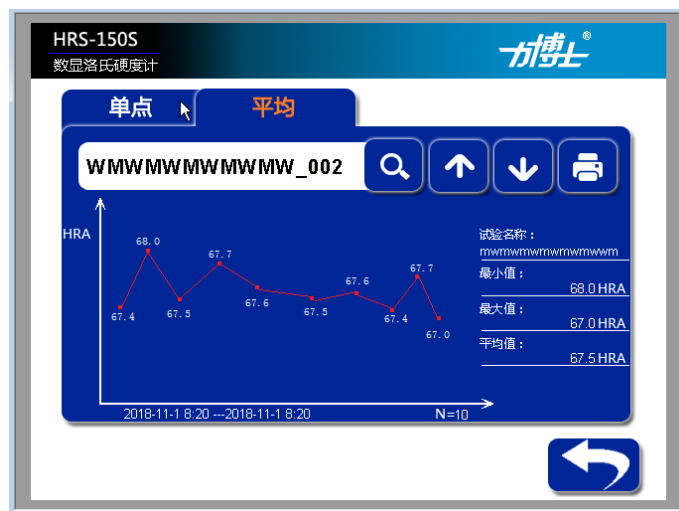 HRS-150S
数显洛氏硬度计
力博士®
单点 平均
WMWMWMWMWMW_002
HRA
68.0
67.7
67.7
67.6
67.6
67.4
67.5
67.5
67.4
67.0
试验名称：
mwmwmwmwmwmwwm
最小值：
68.0 HRA
最大值：
67.0 HRA
平均值：
67.5 HRA
2018-11-1 8:20 ---2018-11-1 8:20 N=10